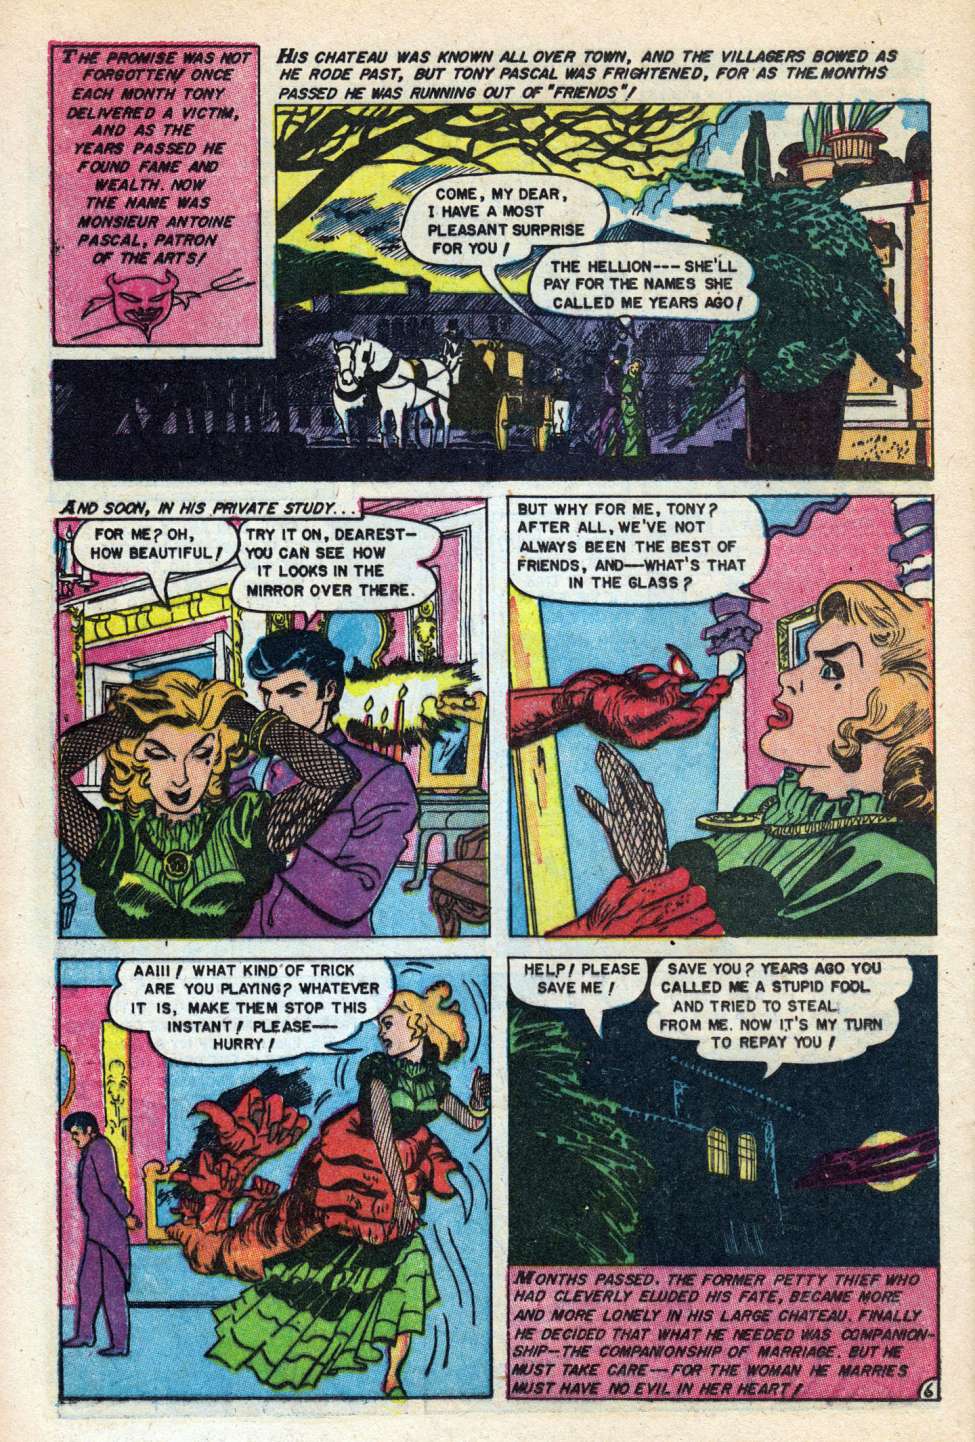 THE PROMISE WAS NOT
FORGOTTEN! ONCE
EACH MONTH TONY
DELIVERED A VICTIM,
AND AS THE
YEARS PASSED HE
FOUND FAME AND
WEALTH. NOW
THE NAME WAS
MONSIEUR ANTOINE
PASCAL, PATRON
OF THE ARTS!
HIS CHATEAU WAS KNOWN ALL OVER TOWN, AND THE VILLAGERS BOWED AS
HE RODE PAST, BUT TONY PASCAL WAS FRIGHTENED, FOR AS THE MONTHS
PASSED HE WAS RUNNING OUT OF "FRIENDS"!
COME, MY DEAR,
I HAVE A MOST
PLEASANT SURPRISE
FOR YOU!
THE HELLION--- SHE'LL
PAY FOR THE NAMES SHE
CALLED ME YEARS AGO!
AND SOON, IN HIS PRIVATE STUDY...
FOR ME? OH,
HOW BEAUTIFUL!
TRY IT ON, DEAREST—
YOU CAN SEE HOW
IT LOOKS IN THE
MIRROR OVER THERE.
BUT WHY FOR ME, TONY?
AFTER ALL, WE'VE NOT
ALWAYS BEEN THE BEST OF
FRIENDS, AND—WHAT'S THAT
IN THE GLASS?
AAIII! WHAT KIND OF TRICK
ARE YOU PLAYING? WHATEVER
IT IS, MAKE THEM STOP THIS
INSTANT! PLEASE—
HURRY!
HELP! PLEASE
SAVE ME!
SAVE YOU? YEARS AGO YOU
CALLED ME A STUPID FOOL
AND TRIED TO STEAL
FROM ME. NOW IT'S MY TURN
TO REPAY YOU!
MONTHS PASSED. THE FORMER PETTY THIEF WHO
HAD CLEVERLY ELUDED HIS FATE, BECAME MORE
AND MORE LONELY IN HIS LARGE CHATEAU. FINALLY
HE DECIDED THAT WHAT HE NEEDED WAS COMPANION-
SHIP—THE COMPANIONSHIP OF MARRIAGE. BUT HE
MUST TAKE CARE—FOR THE WOMAN HE MARRIES
MUST HAVE NO EVIL IN HER HEART!
6